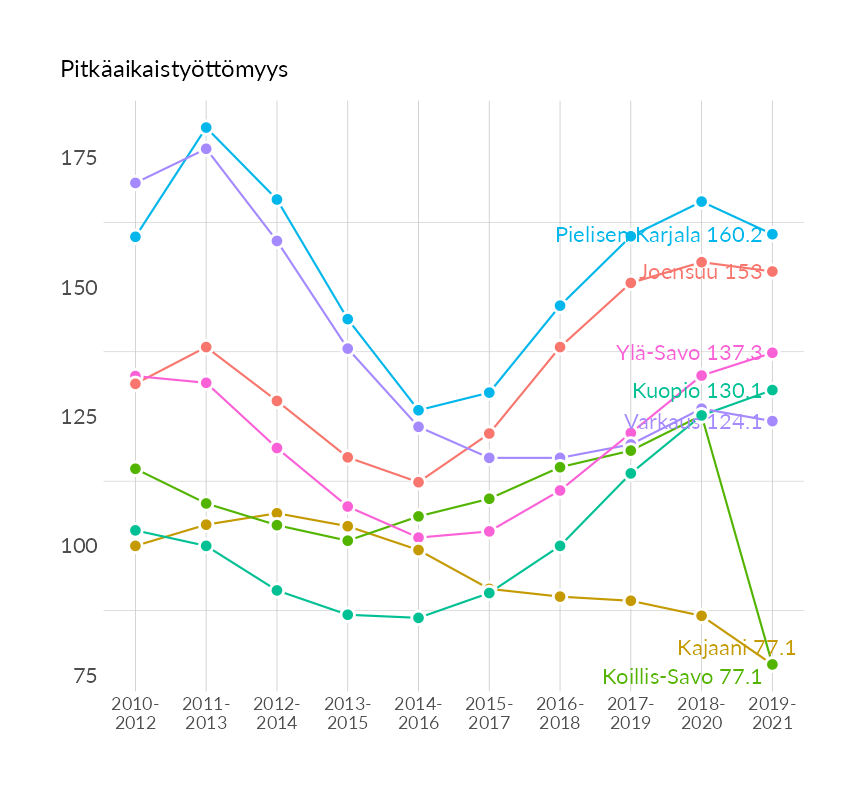 Pitkäaikaistyöttömyys
175
150
125
100
75
Pielisen Karjala 160.2
Joensuu 153
Ylä-Savo 137.3
Kuopio 130.1
Varkaus 124.1
Kajaani 77.1
Koillis-Savo 77.1
2010- 2011- 2012- 2013- 2014- 2015- 2016- 2017- 2018- 2019-
2012 2013 2014 2015 2016 2017 2018 2019 2020 2021